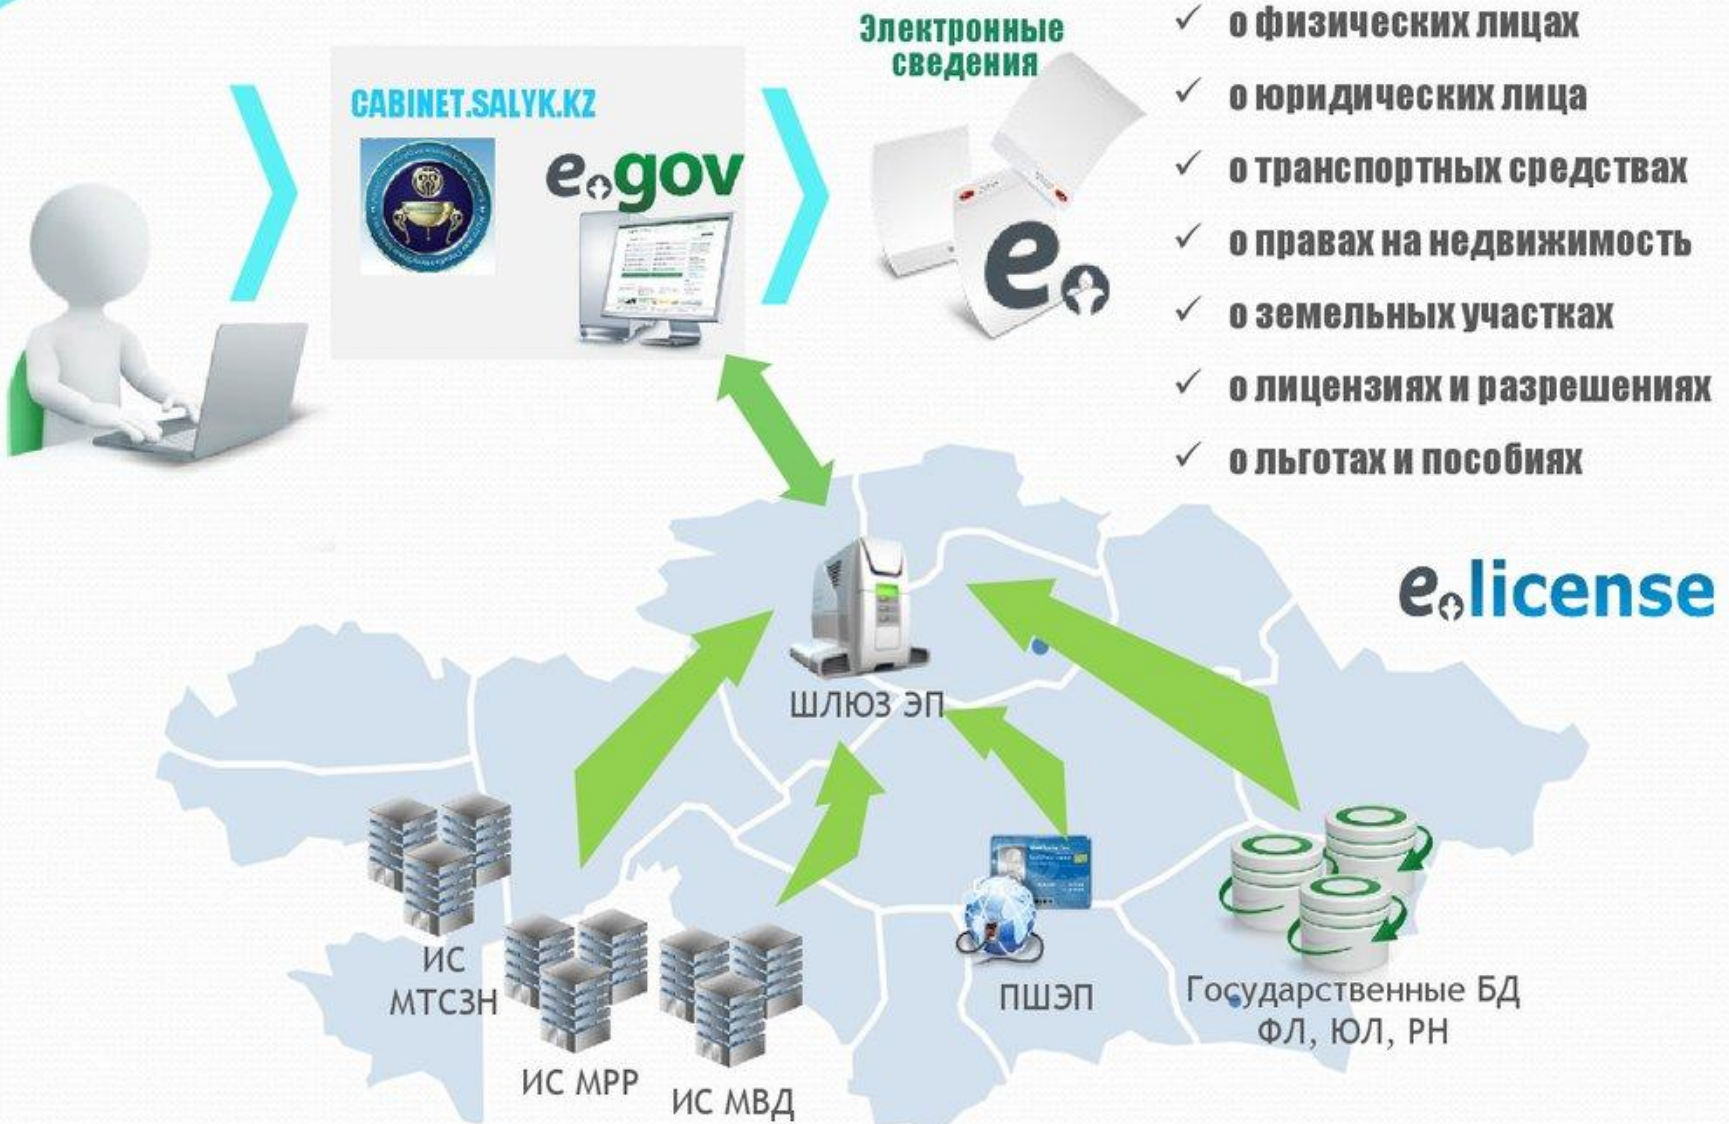 Электронные
сведения
✓ о физических лицах
✓ о юридических лица
✓ о транспортных средствах
✓ о правах на недвижимость
✓ о земельных участках
✓ о лицензиях и разрешениях
✓ о льготах и пособиях
CABINET.SALYK.KZ
e.gov
e
e.license
ШЛЮЗ ЭП
ИС
МТСЗН
ИС МРР
ИС МВД
ПШЭП
Государственные БД
ФЛ, ЮЛ, РН